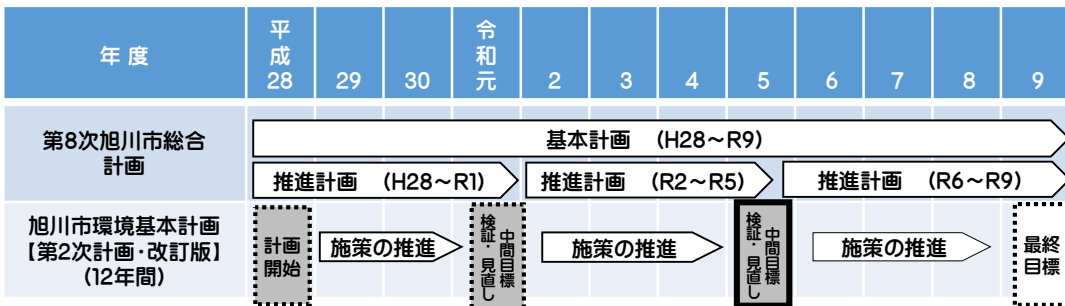 年 度
平成28
29
30
令和元
2
3
4
5
6
7
8
9
第8次旭川市総合
計画
基本計画 (H28～R9)
推進計画 (H28～R1)
推進計画 (R2～R5)
推進計画 (R6～R9)
旭川市環境基本計画
【第2次計画・改訂版】
(12年間)
計画
開始
施策の推進
中間目標
検証・見直し
施策の推進
中間目標
検証・見直し
施策の推進
最終
目標